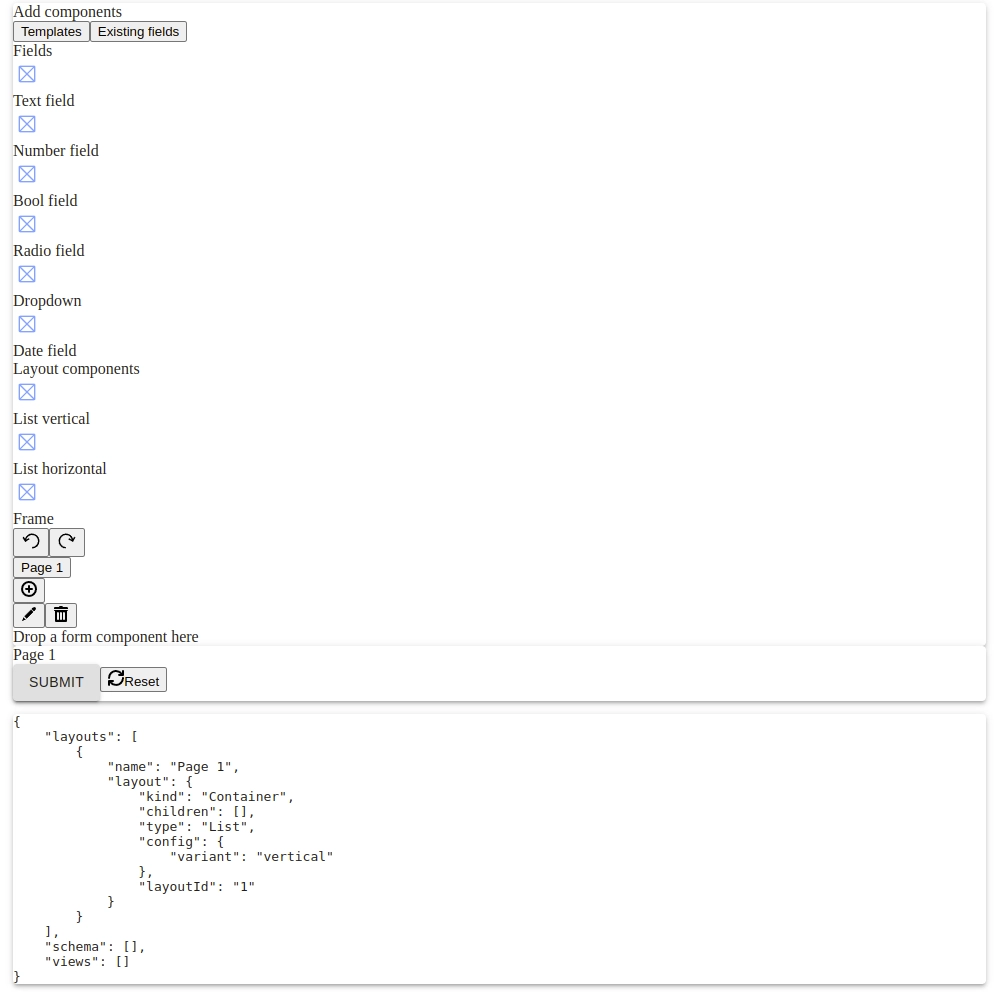 Add components
Templates Existing fields
Fields
Text field
Number field
Bool field
Radio field
Dropdown
Date field
Layout components
List vertical
List horizontal
Frame
Page 1
Drop a form component here
Page 1
SUBMIT Reset
{
    "layouts": [
        {
            "name": "Page 1",
            "layout": {
                "kind": "Container",
                "children": [],
                "type": "List",
                "config": {
                    "variant": "vertical"
                },
                "layoutId": "1"
            }
        }
    ],
    "schema": [],
    "views": []
}